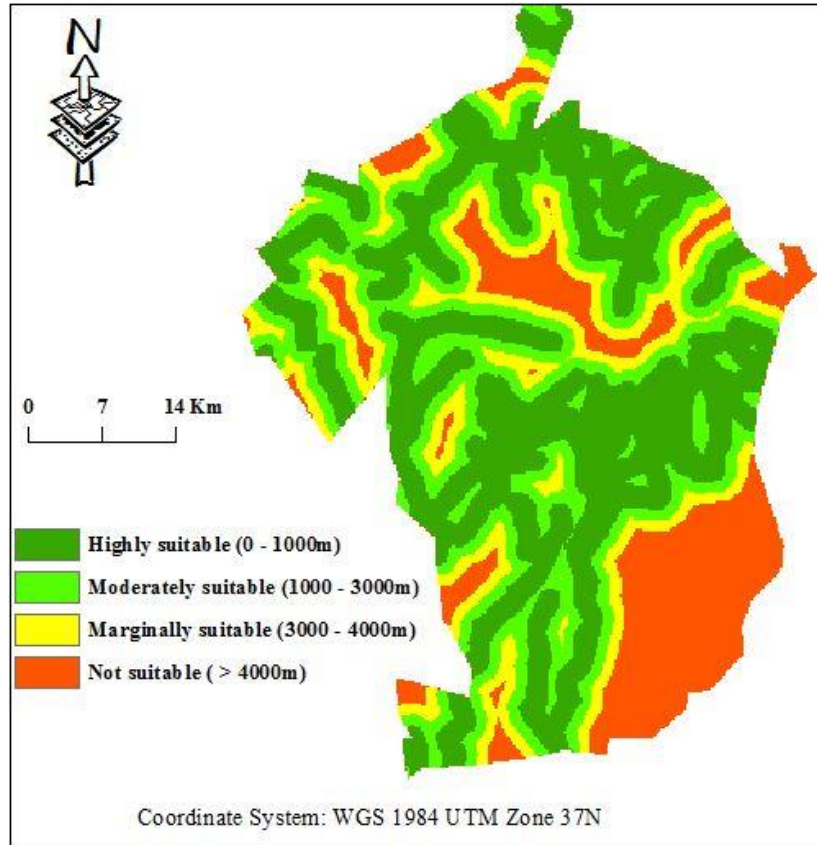 N
0 7 14 Km
Highly suitable (0 - 1000m)
Moderately suitable (1000 - 3000m)
Marginally suitable (3000 - 4000m)
Not suitable ( > 4000m)
Coordinate System: WGS 1984 UTM Zone 37N